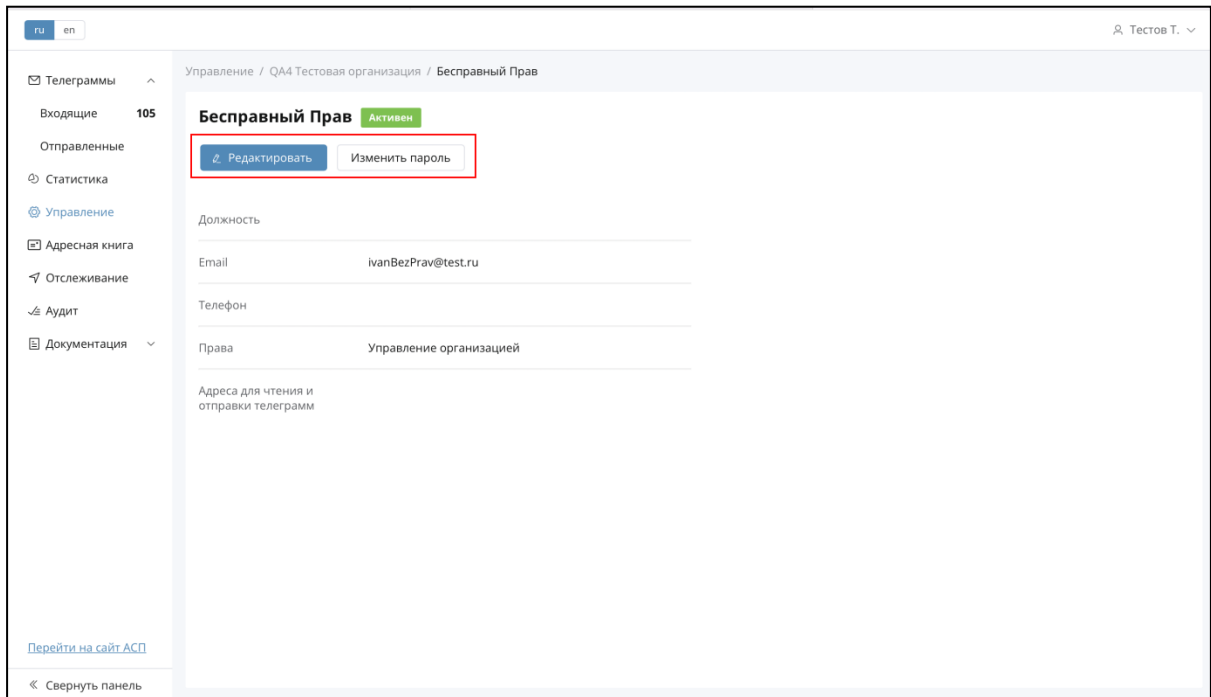 ru en
Тестов Т.
Телеграммы
Входящие 105
Отправленные
Статистика
Управление
Адресная книга
Отслеживание
Аудит
Документация
Перейти на сайт АСП
Свернуть панель
Управление / QA4 Тестовая организация / Бесправный Прав
Бесправный Прав Активен
Редактировать Изменить пароль
Должность
Email ivanBezPrav@test.ru
Телефон
Права Управление организацией
Адреса для чтения и
отправки телеграмм